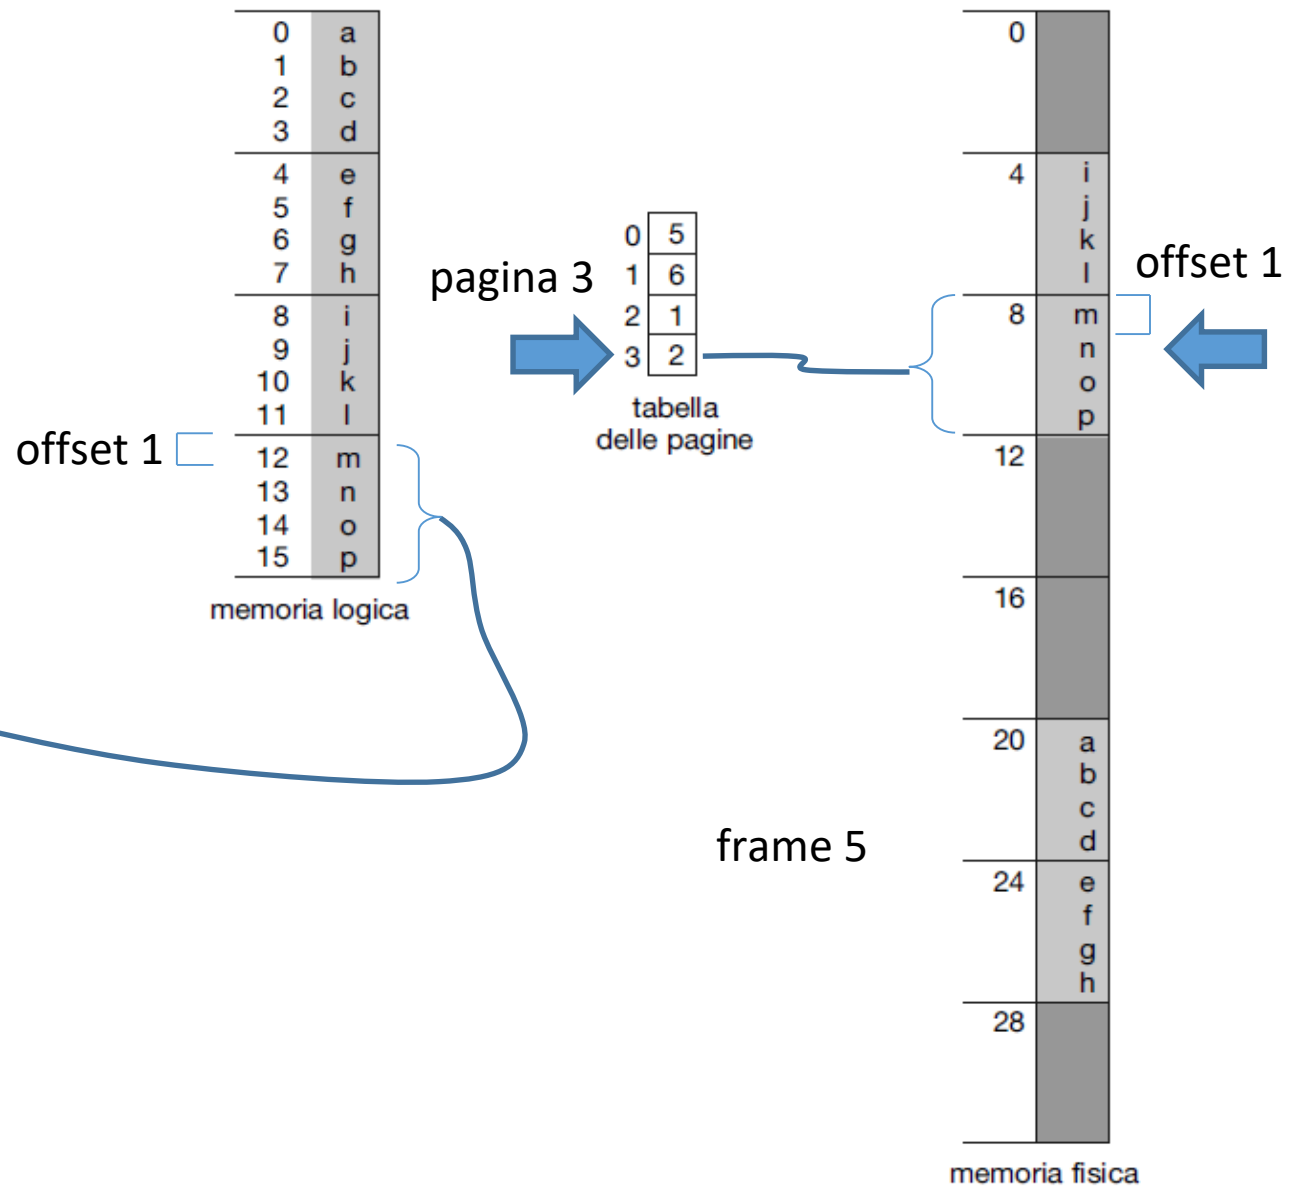 0 a
1 b
2 c
3 d
4 e
5 f
6 g
7 h
8 i
9 j
10 k
11 l
12 m
13 n
14 o
15 p
memoria logica
offset 1
pagina 3
0 5
1 6
2 1
3 2
tabella
delle pagine
frame 5
0
4 i
j
k
l
8 m
n
o
p
12
16
20 a
b
c
d
24 e
f
g
h
28
memoria fisica
offset 1